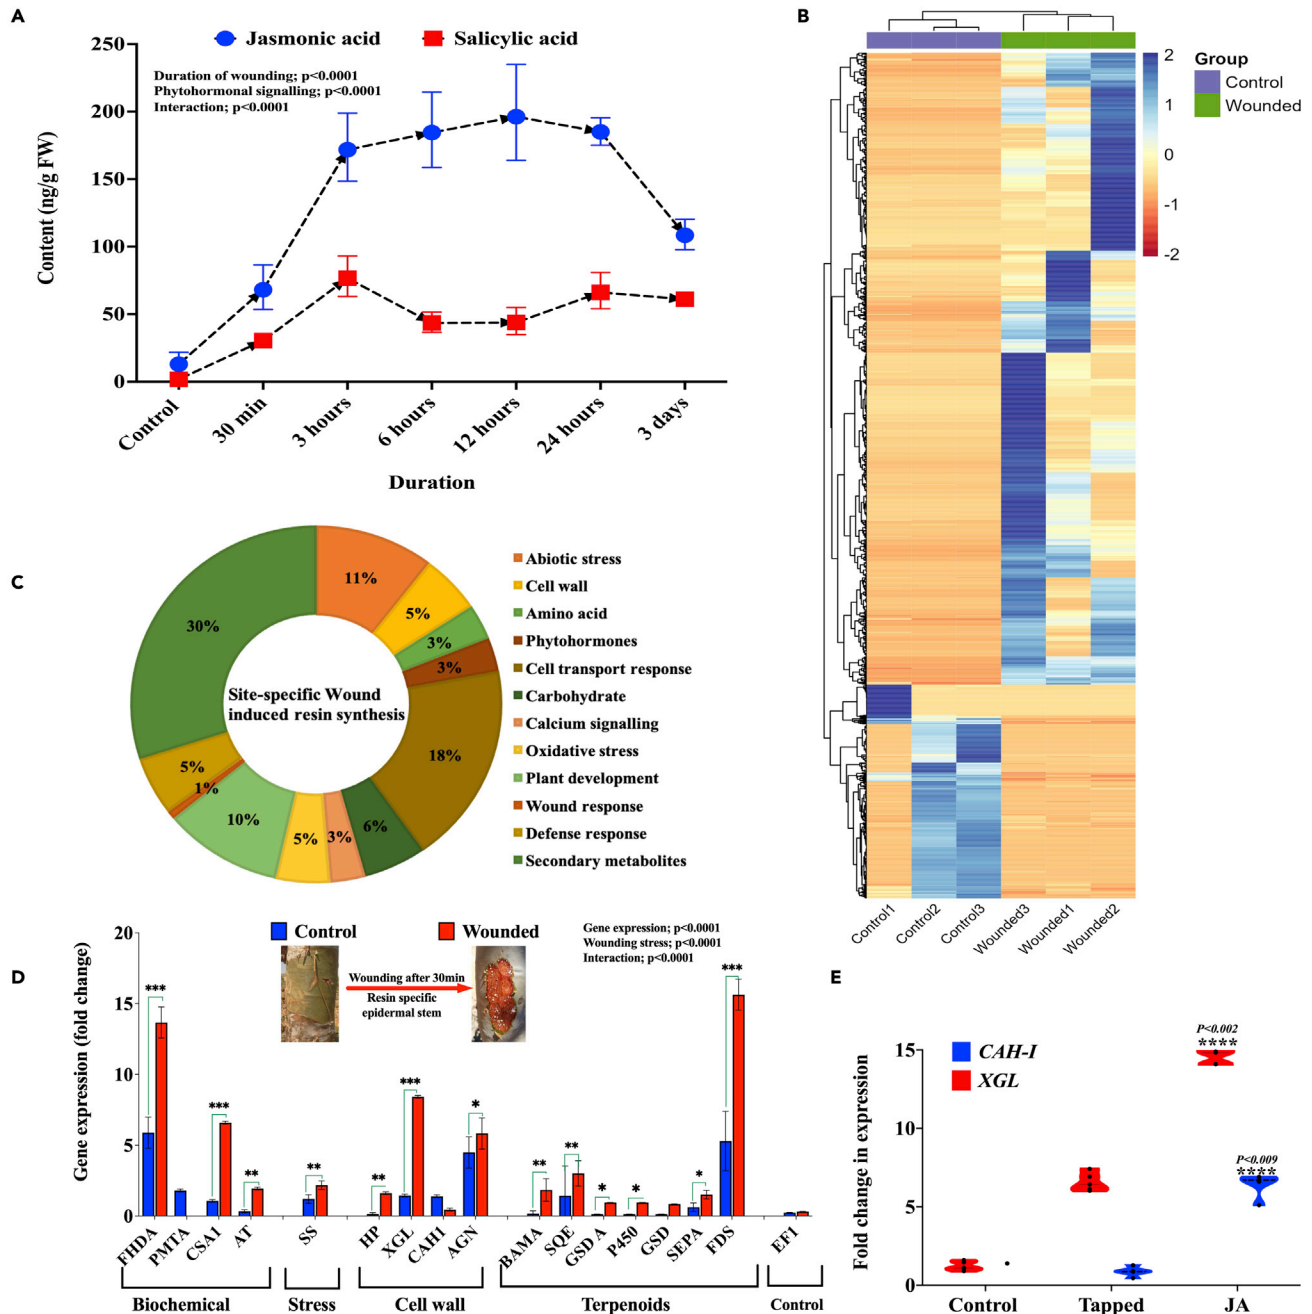 A
Jasmonic acid
Salicylic acid
Duration of wounding; p<0.0001
Phytohormonal signalling; p<0.0001
Interaction; p<0.0001
Content (ng/g FW)
250
200
150
100
50
0
Control
30 min
3 hours
6 hours
12 hours
24 hours
3 days
Duration
B
2
1
0
-1
-2
Group
Control
Wounded
Control1
Control2
Control3
Wounded3
Wounded1
Wounded2
C
11%
5%
3%
3%
18%
6%
3%
5%
10%
1%
5%
30%
Site-specific Wound
induced resin synthesis
Abiotic stress
Cell wall
Amino acid
Phytohormones
Cell transport response
Carbohydrate
Calcium signalling
Oxidative stress
Plant development
Wound response
Defense response
Secondary metabolites
D
Control
Wounded
Gene expression; p<0.0001
Wounding stress; p<0.0001
Interaction; p<0.0001
Wounding after 30min
Resin specific
epidermal stem
Gene expression (fold change)
20
15
10
5
0
***
***
**
**
**
***
*
**
**
*
*
*
***
FHDA
PMTA
CSA1
AT
SS
HP
XGL
CAH1
AGN
BAMA
SQE
GSD A
P450
GSD
SEPA
FDS
EF1
Biochemical
Stress
Cell wall
Terpenoids
Control
E
CAH-I
XGL
P<0.002
****
P<0.009
****
Fold change in expression
15
10
5
0
Control
Tapped
JA